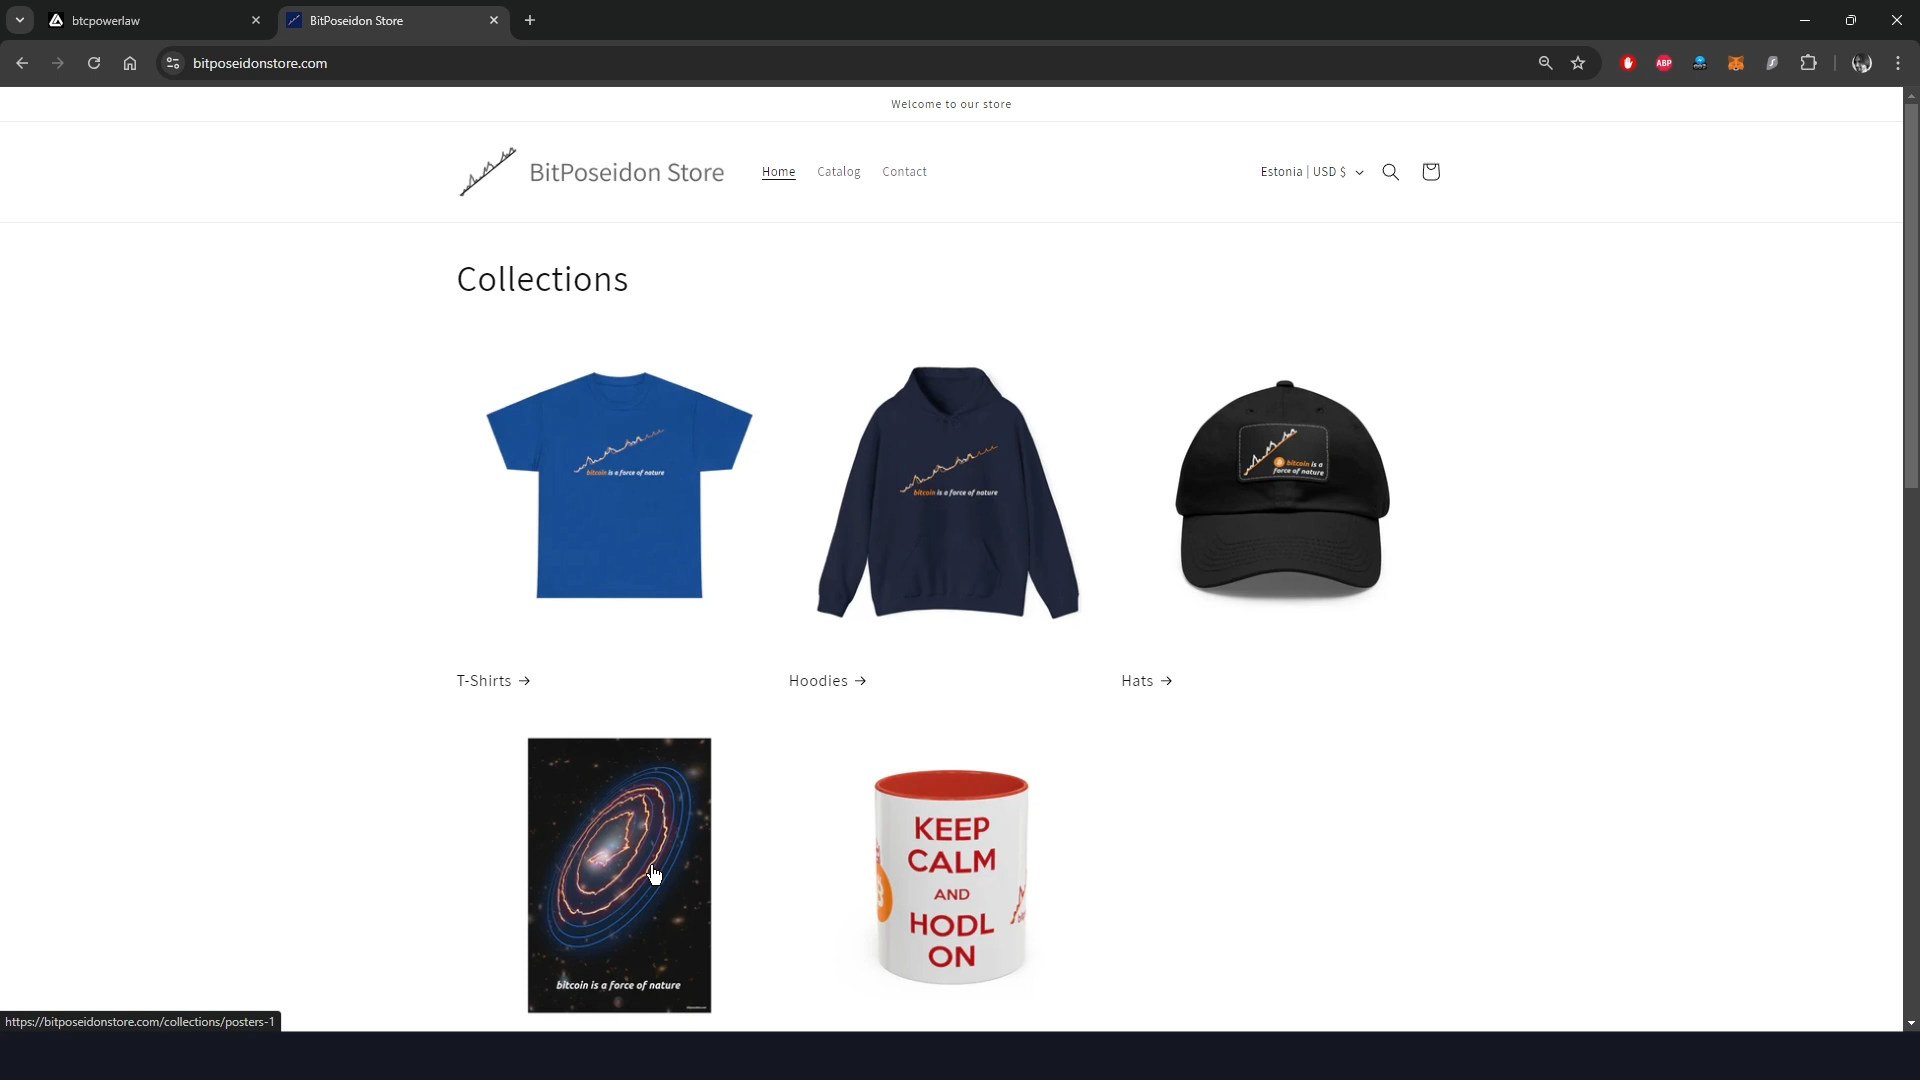 btcpowerlaw
BitPoseidon Store
bitposeidonstore.com
ABP
Welcome to our store
BitPoseidon Store
Home
Catalog
Contact
Estonia | USD $
Collections
bitcoin is a force of nature
bitcoin is a force of nature
bitcoin is a
force of nature
T-Shirts →
Hoodies →
Hats →
bitcoin is a force of nature
KEEP
CALM
AND
HODL
ON
https://bitposeidonstore.com/collections/posters-1